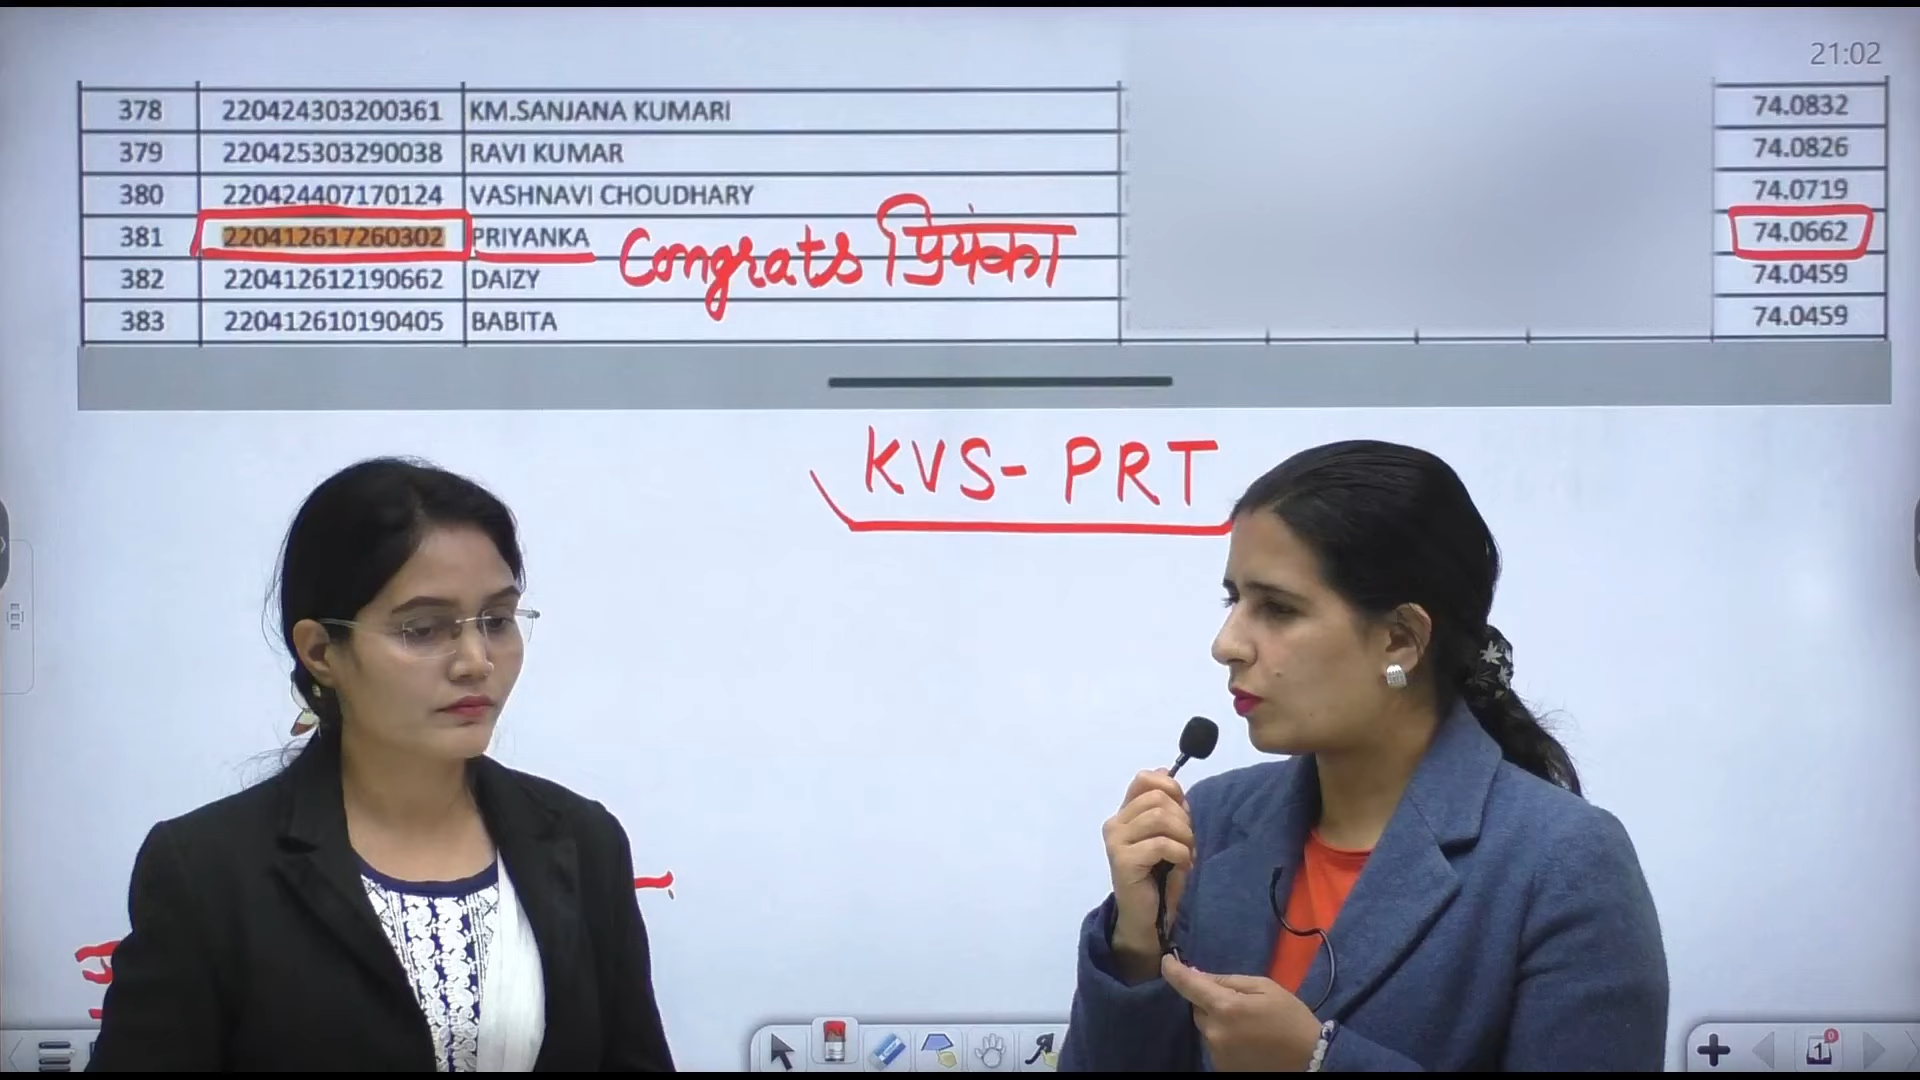 21:02
378 220424303200361 KM.SANJANA KUMARI 74.0832
379 220425303290038 RAVI KUMAR 74.0826
380 220424407170124 VASHNAVI CHOUDHARY 74.0719
381 220412617260302 PRIYANKA Congrats प्रियंका 74.0662
382 220412612190662 DAIZY 74.0459
383 220412610190405 BABITA 74.0459
KVS- PRT
1
0